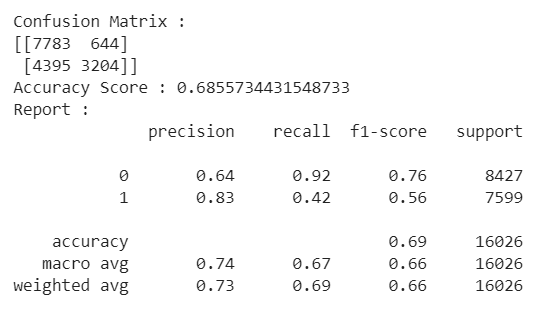 Confusion Matrix :
[[7783  644]
 [4395 3204]]
Accuracy Score : 0.6855734431548733
Report :
              precision    recall  f1-score   support

           0       0.64      0.92      0.76      8427
           1       0.83      0.42      0.56      7599

    accuracy                           0.69     16026
   macro avg       0.74      0.67      0.66     16026
weighted avg       0.73      0.69      0.66     16026